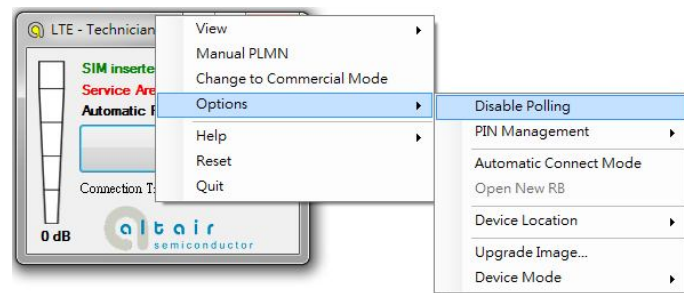 LTE - Technician
SIM inserte
Service Are
Automatic
Connection T
0 dB
altair
semiconductor
View
Manual PLMN
Change to Commercial Mode
Options
Help
Reset
Quit
Disable Polling
PIN Management
Automatic Connect Mode
Open New RB
Device Location
Upgrade Image...
Device Mode